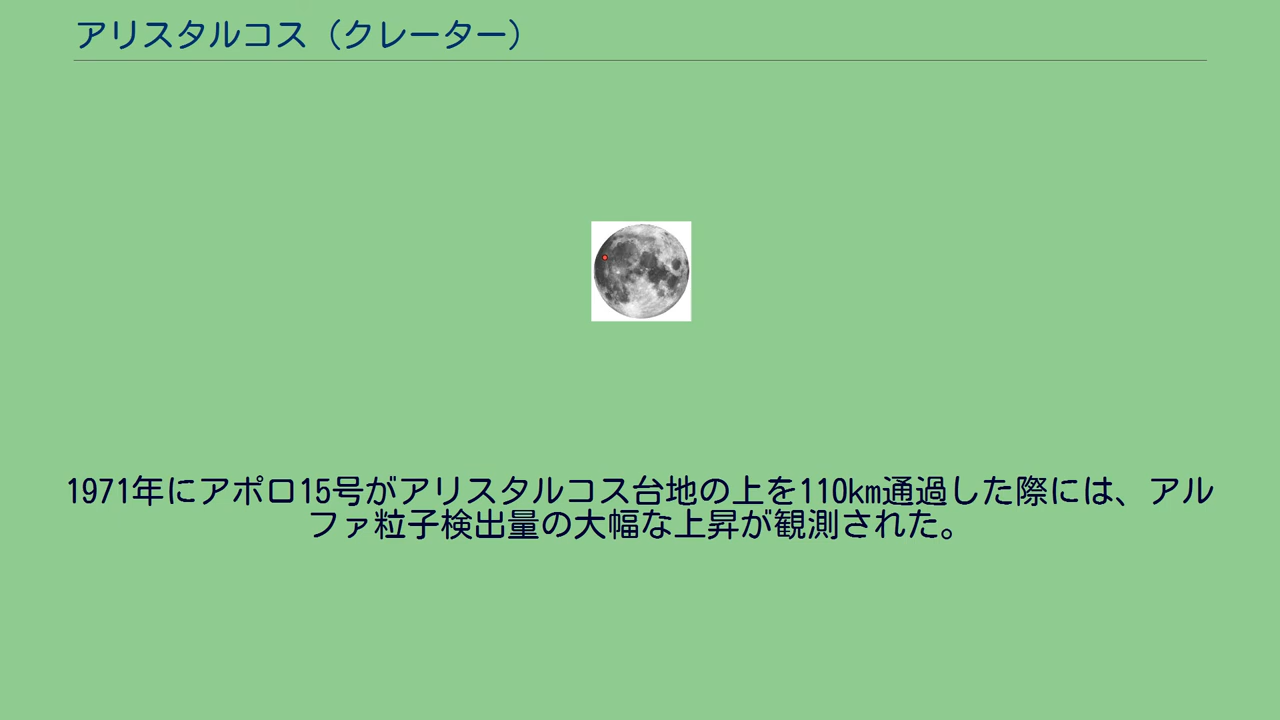 アリスタルコス（クレーター）
1971年にアポロ15号がアリスタルコス台地の上を110km通過した際には、アル
ファ粒子検出量の大幅な上昇が観測された。